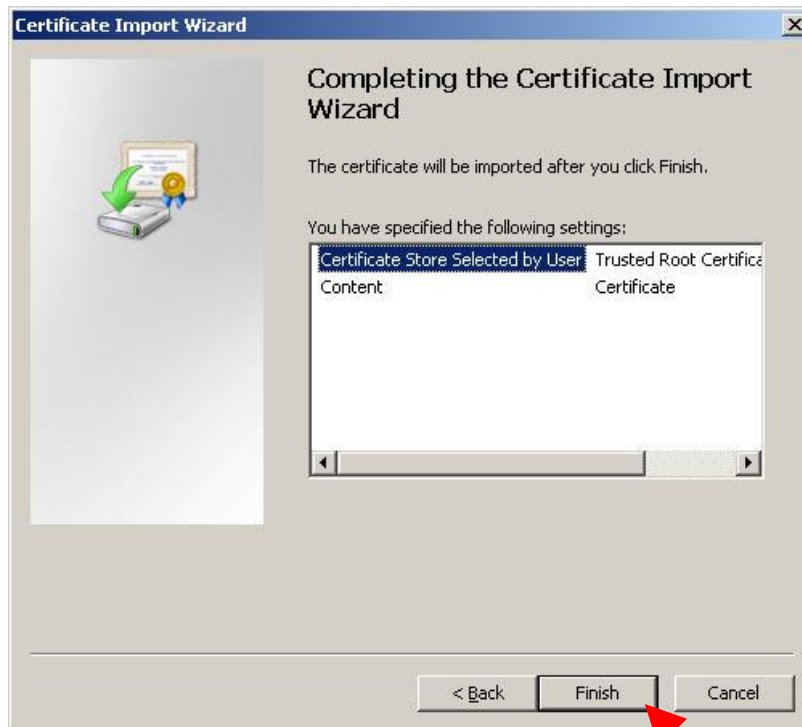 Certificate Import Wizard
Completing the Certificate Import
Wizard
The certificate will be imported after you click Finish.
You have specified the following settings:
Certificate Store Selected by User Trusted Root
Content Certificate
< Back Finish Cancel